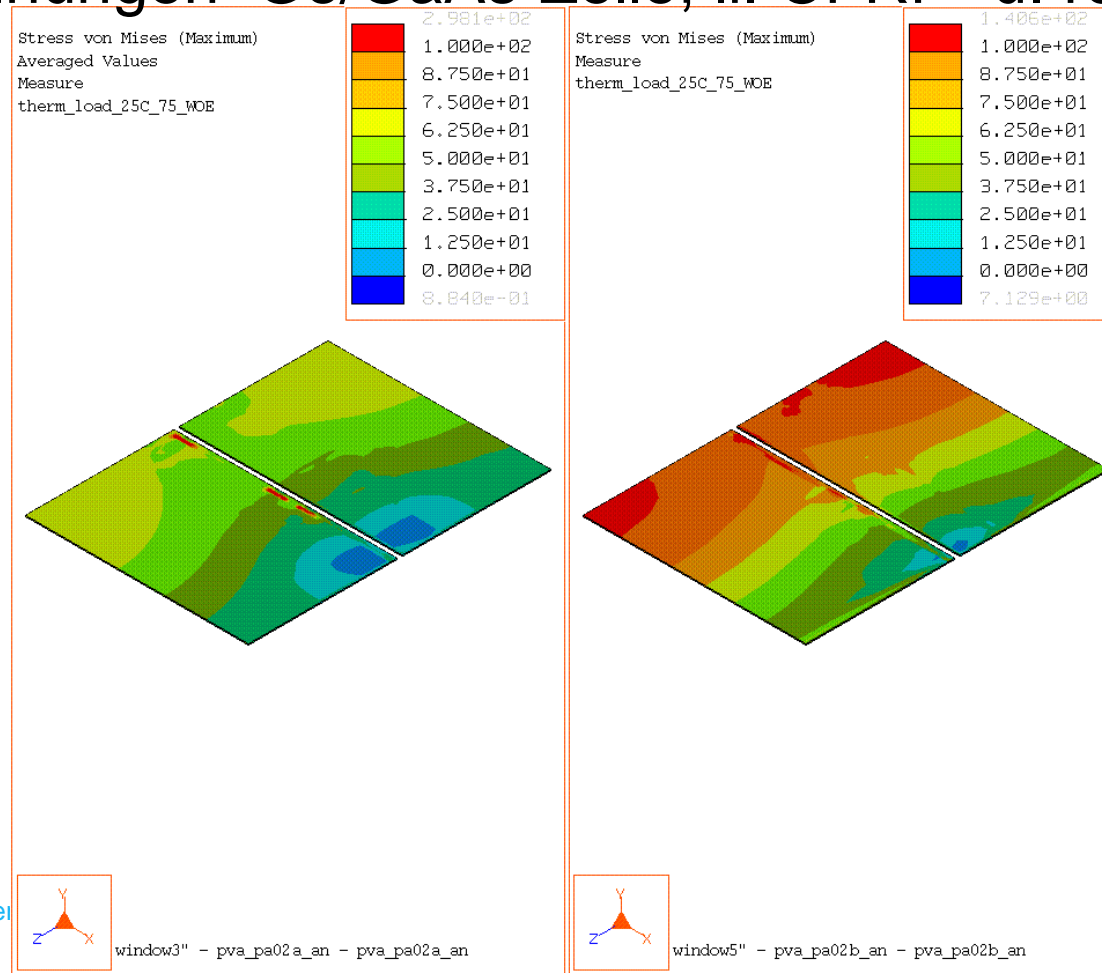 Stress von Mises (Maximum)
Averaged Values
Measure
therm_load_25C_75_WOE
2.981e+02
1.000e+02
8.750e+01
7.500e+01
6.250e+01
5.000e+01
3.750e+01
2.500e+01
1.250e+01
0.000e+00
8.840e-01
Stress von Mises (Maximum)
Measure
therm_load_25C_75_WOE
1.406e+02
1.000e+02
8.750e+01
7.500e+01
6.250e+01
5.000e+01
3.750e+01
2.500e+01
1.250e+01
0.000e+00
7.129e+00
Y
Z X
window3" - pva_pa02a_an - pva_pa02a_an
Y
Z X
window5" - pva_pa02b_an - pva_pa02b_an